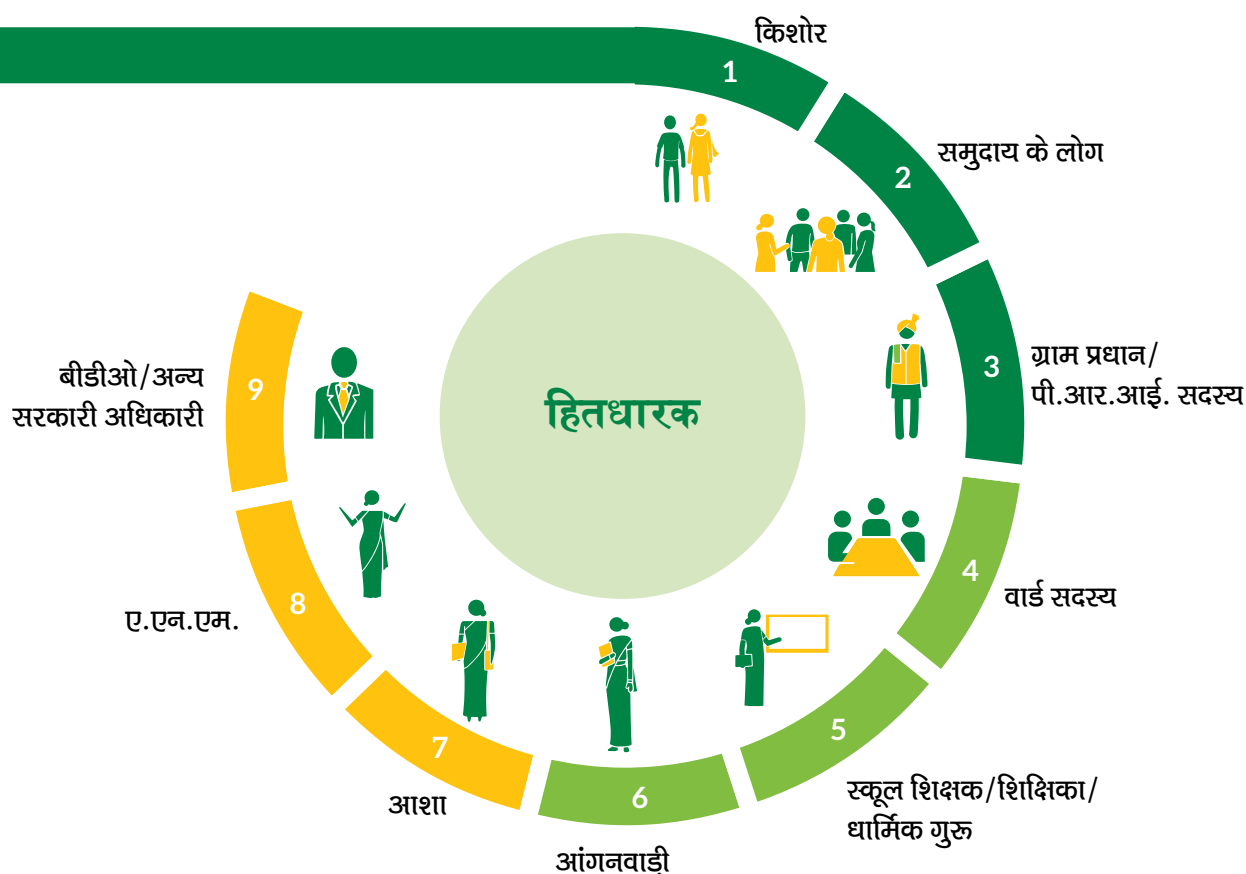 किशोर
1
समुदाय के लोग
2
ग्राम प्रधान/
पी.आर.आई. सदस्य
3
वार्ड सदस्य
4
स्कूल शिक्षक/शिक्षिका/
धार्मिक गुरू
5
आंगनवाड़ी
6
आशा
7
ए.एन.एम.
8
बीडीओ/अन्य
सरकारी अधिकारी
9
हितधारक